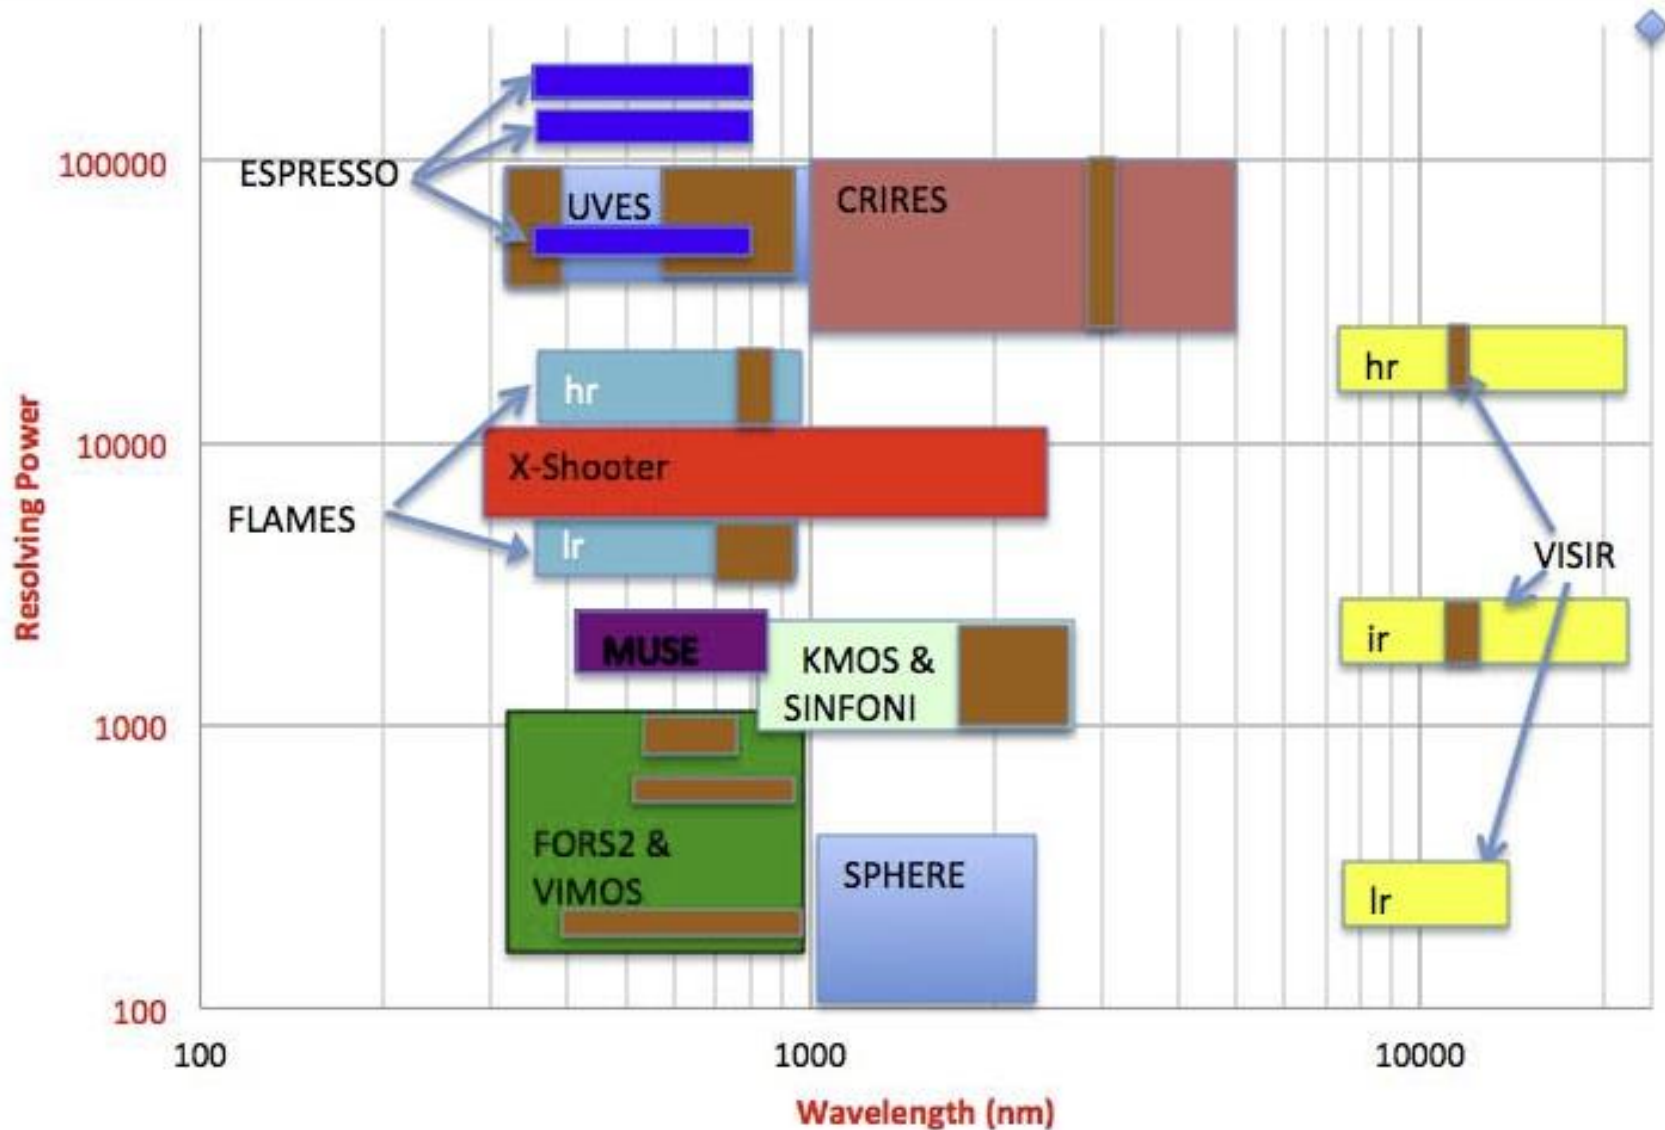 ESPRESSO
100000
UVES
CRIRES
hr
hr
10000
X-Shooter
FLAMES
lr
VISIR
MUSE
KMOS &
SINFONI
ir
1000
FORS2 &
VIMOS
SPHERE
lr
100
100
1000
10000
Resolving Power
Wavelength (nm)